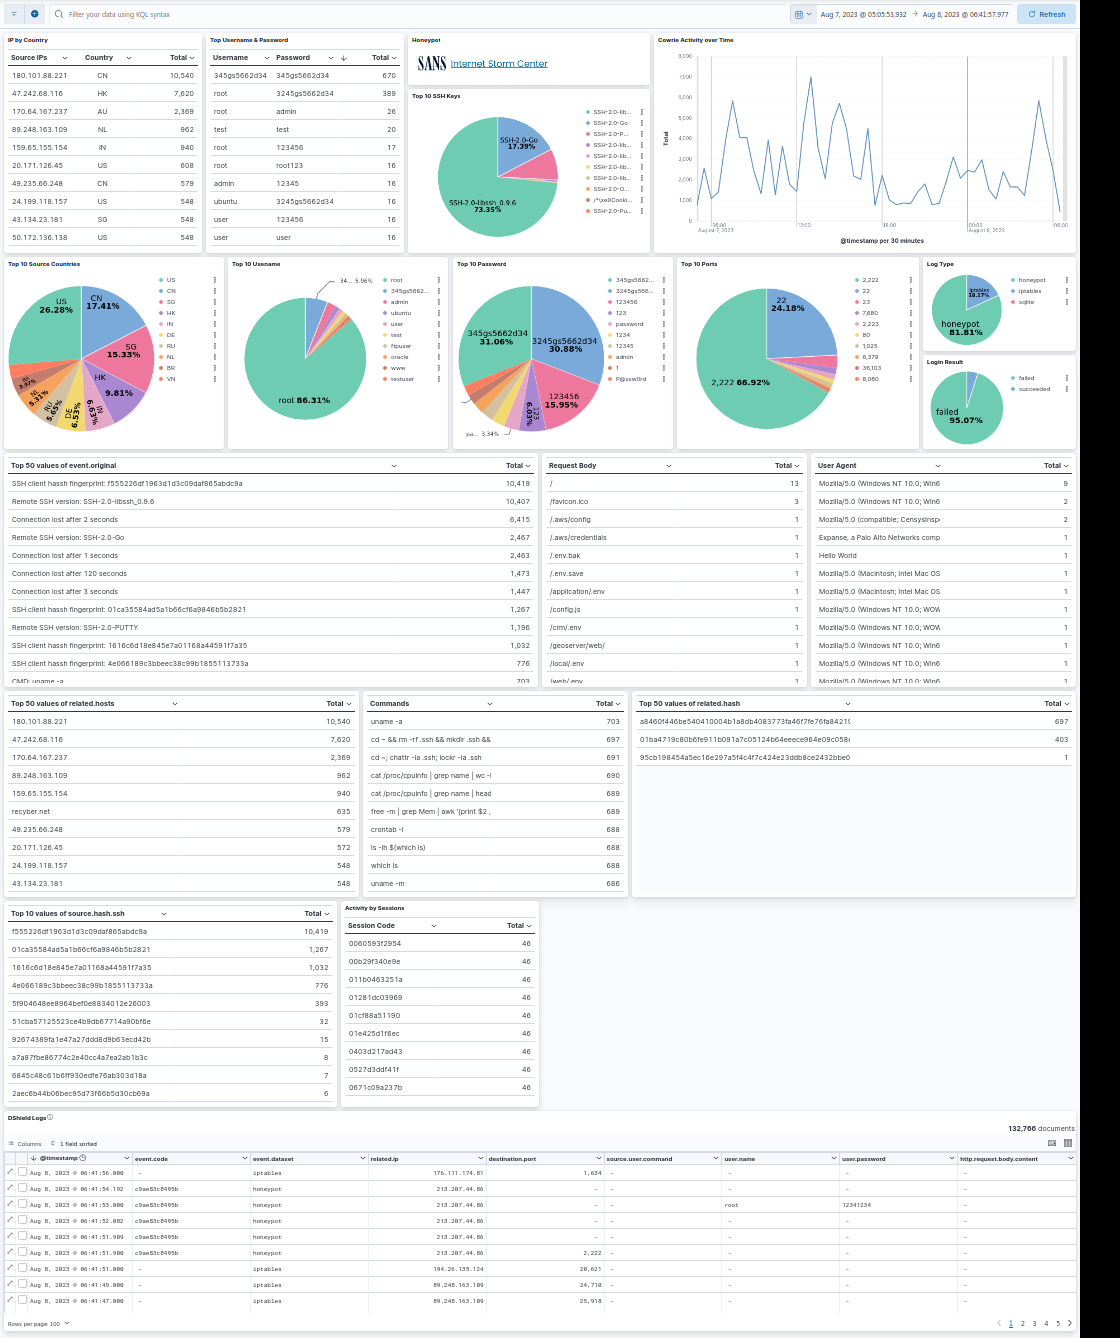 Filter your data using KQL syntax
Aug 7, 2023 @ 05:05:53.932 → Aug 8, 2023 @ 06:41:57.977
Refresh
IP by Country
Source IPs Country Total
180.101.88.221 CN 10,540
47.242.68.116 HK 7,620
170.64.167.237 AU 2,369
89.248.163.109 NL 962
159.65.155.154 IN 940
20.171.126.45 US 608
49.235.66.248 CN 579
24.199.118.157 US 548
43.134.23.181 SG 548
50.172.136.138 US 548
Top Username & Password
Username Password Total
345gs5662d34 345gs5662d34 670
root 3245gs5662d34 389
root admin 26
test test 20
root 123456 17
root root123 16
admin 12345 16
ubuntu 3245gs5662d34 16
user 123456 16
user user 16
Honeypot
SANS Internet Storm Center
Top 10 SSH Keys
SSH-2.0-Go
17.39%
SSH-2.0-libssh_0.9.6
73.35%
SSH-2.0-lib...
SSH-2.0-Go
SSH-2.0-P...
SSH-2.0-lib...
SSH-2.0-lib...
SSH-2.0-lib...
SSH-2.0-lib...
SSH-2.0-O...
SSH-2.0-Pu...
Cowrie Activity over Time
Total
8,000
7,000
6,000
5,000
4,000
3,000
2,000
1,000
0
06:00
August 7, 2023
12:00
18:00
00:00
August 8, 2023
06:00
@timestamp per 30 minutes
Top 10 Source Countries
US
26.28%
CN
17.41%
SG
15.33%
HK
9.81%
IN
6.63%
DE
6.53%
RU
5.65%
NL
5.31%
BR
3.97%
US
CN
SG
HK
IN
DE
RU
NL
BR
VN
Top 10 Username
34... 5.96%
root 86.31%
root
345gs5662...
admin
ubuntu
user
test
ftpuser
oracle
www
testuser
Top 10 Password
345gs5662d34
31.06%
3245gs5662d34
30.88%
123456
15.95%
123
6.03%
pa... 3.34%
345gs5662...
3245gs566...
123456
123
password
1234
12345
admin
1
P@ssw0rd
Top 10 Ports
22
24.18%
2,222 66.92%
2,222
22
23
7,680
2,223
80
1,025
6,379
36,103
8,080
Log Type
iptables
18.17%
honeypot
81.81%
honeypot
iptables
sqlite
Login Result
failed
95.07%
failed
succeeded
Top 50 values of event.original Total
SSH client hassh fingerprint: f555226df1963d1d3c09daf865abdc9a 10,419
Remote SSH version: SSH-2.0-libssh_0.9.6 10,407
Connection lost after 2 seconds 6,415
Remote SSH version: SSH-2.0-Go 2,467
Connection lost after 1 seconds 2,463
Connection lost after 120 seconds 1,473
Connection lost after 3 seconds 1,447
SSH client hassh fingerprint: 01ca35584ad5a1b66cf6a9846b5b2821 1,267
Remote SSH version: SSH-2.0-PUTTY 1,196
SSH client hassh fingerprint: 1616c6d18e845e7a01168a44591f7a35 1,032
SSH client hassh fingerprint: 4e066189c3bbeec38c99b1855113733a 776
CMD: uname -a 703
Request Body Total
/ 13
/favicon.ico 3
/.aws/config 1
/.aws/credentials 1
/.env.bak 1
/.env.save 1
/application/.env 1
/config.js 1
/crm/.env 1
/geoserver/web/ 1
/local/.env 1
/web/.env 1
User Agent Total
Mozilla/5.0 (Windows NT 10.0; Win6 9
Mozilla/5.0 (Windows NT 10.0; Win6 2
Mozilla/5.0 (compatible; CensysInspe 2
Expanse, a Palo Alto Networks comp 1
Hello World 1
Mozilla/5.0 (Macintosh; Intel Mac OS 1
Mozilla/5.0 (Macintosh; Intel Mac OS 1
Mozilla/5.0 (Windows NT 10.0; WOW 1
Mozilla/5.0 (Windows NT 10.0; WOW 1
Mozilla/5.0 (Windows NT 10.0; Win6 1
Mozilla/5.0 (Windows NT 10.0; Win6 1
Mozilla/5.0 (Windows NT 10.0; Win6 1
Top 50 values of related.hosts Total
180.101.88.221 10,540
47.242.68.116 7,620
170.64.167.237 2,369
89.248.163.109 962
159.65.155.154 940
recyber.net 635
49.235.66.248 579
20.171.126.45 572
24.199.118.157 548
43.134.23.181 548
Commands Total
uname -a 703
cd ~ && rm -rf .ssh && mkdir .ssh && 697
cd ~; chattr -ia .ssh; lockr -ia .ssh 691
cat /proc/cpuinfo | grep name | wc -l 690
cat /proc/cpuinfo | grep name | head 689
free -m | grep Mem | awk '{print $2 , 689
crontab -l 688
ls -lh $(which ls) 688
which ls 688
uname -m 686
Top 50 values of related.hash Total
a8460f446be540410004b1a8db4083773fa46f7fe76fa84219 697
01ba4719c80b6fe911b091a7c05124b64eeece964e09c058 403
95cb198454a5ec16e297a5f4c4f7c424e23ddb8ce2432bbe0 1
Top 10 values of source.hash.ssh Total
f555226df1963d1d3c09daf865abdc9a 10,419
01ca35584ad5a1b66cf6a9846b5b2821 1,267
1616c6d18e845e7a01168a44591f7a35 1,032
4e066189c3bbeec38c99b1855113733a 776
5f904648ee8964bef0e8834012e26003 393
51cba57125523ce4b9db67714a90bf6e 32
92674389fa1e47a27ddd8d9b63ecd42b 15
a7a87fbe86774c2e40cc4a7ea2ab1b3c 8
6845c48c61b6ff930edfe76ab303d18a 7
2aec6b44b06bec95d73f66b5d30cb69a 6
Activity by Sessions
Session Code Total
0060593f2954 46
00b29f340e9e 46
011b0463251a 46
01281dc03969 46
01cf88a51190 46
01e425d1f6ec 46
0403d217ad43 46
0527d3ddf41f 46
0671c09a237b 46
DShield Logs
132,766 documents
Columns 1 field sorted
@timestamp event.code event.dataset related.ip destination.port source.user.command user.name user.password http.request.body.content
Aug 8, 2023 @ 06:41:56.000 - iptables 176.111.174.81 1,634 - - - -
Aug 8, 2023 @ 06:41:54.192 c9ae83c8495b honeypot 213.207.44.86 - - - - -
Aug 8, 2023 @ 06:41:53.000 c9ae83c8495b honeypot 213.207.44.86 - - root 12341234 -
Aug 8, 2023 @ 06:41:52.082 c9ae83c8495b honeypot 213.207.44.86 - - - - -
Aug 8, 2023 @ 06:41:51.909 c9ae83c8495b honeypot 213.207.44.86 - - - - -
Aug 8, 2023 @ 06:41:51.900 c9ae83c8495b honeypot 213.207.44.86 2,222 - - - -
Aug 8, 2023 @ 06:41:51.000 - iptables 194.26.135.124 20,621 - - - -
Aug 8, 2023 @ 06:41:49.000 - iptables 89.248.163.109 24,710 - - - -
Aug 8, 2023 @ 06:41:47.000 - iptables 89.248.163.109 25,918 - - - -
Rows per page: 100
1 2 3 4 5